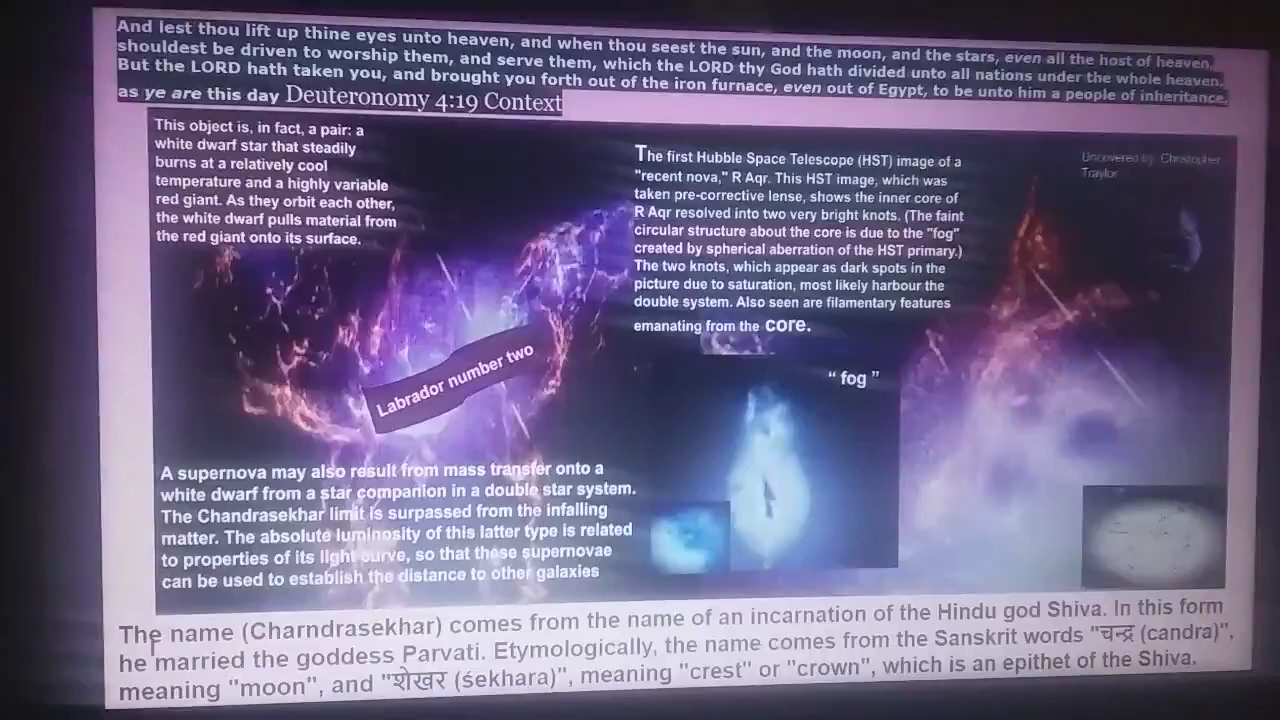 And lest thou lift up thine eyes unto heaven, and when thou seest the sun, and the moon, and the stars, even all the host of heaven,
shouldest be driven to worship them, and serve them, which the LORD thy God hath divided unto all nations under the whole heaven.
But the LORD hath taken you, and brought you forth out of the iron furnace, even out of Egypt, to be unto him a people of inheritance,
as ye are this day Deuteronomy 4:19 Context
This object is, in fact, a pair: a
white dwarf star that steadily
burns at a relatively cool
temperature and a highly variable
red giant. As they orbit each other,
the white dwarf pulls material from
the red giant onto its surface.
The first Hubble Space Telescope (HST) image of a
"recent nova," R Aqr. This HST image, which was
taken pre-corrective lense, shows the inner core of
R Aqr resolved into two very bright knots. (The faint
circular structure about the core is due to the "fog"
created by spherical aberration of the HST primary.)
The two knots, which appear as dark spots in the
picture due to saturation, most likely harbour the
double system. Also seen are filamentary features
emanating from the core.
Uncovered by Christopher
Traylor
Labrador number two
“ fog ”
A supernova may also result from mass transfer onto a
white dwarf from a star companion in a double star system.
The Chandrasekhar limit is surpassed from the infalling
matter. The absolute luminosity of this latter type is related
to properties of its light curve, so that these supernovae
can be used to establish the distance to other galaxies
The name (Charndrasekhar) comes from the name of an incarnation of the Hindu god Shiva. In this form
he married the goddess Parvati. Etymologically, the name comes from the Sanskrit words "चन्द्र (candra)",
meaning "moon", and "शेखर (śekhara)", meaning "crest" or "crown", which is an epithet of the Shiva.